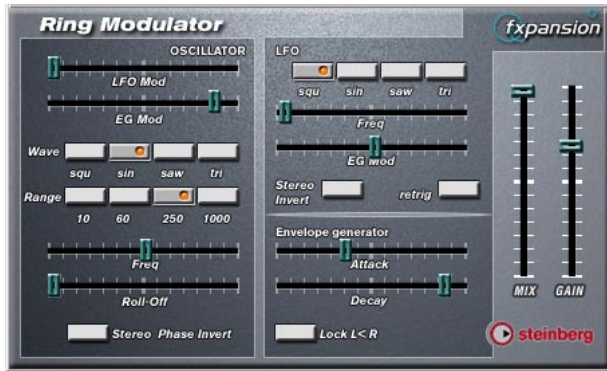 Ring Modulator
fxpansion
OSCILLATOR
LFO Mod
EG Mod
Wave
squ sin saw tri
Range
10 60 250 1000
Freq
Roll-Off
Stereo Phase Invert
LFO
squ sin saw tri
Freq
EG Mod
Stereo
Invert
retrig
Envelope generator
Attack
Decay
Lock L< R
MIX GAIN
steinberg